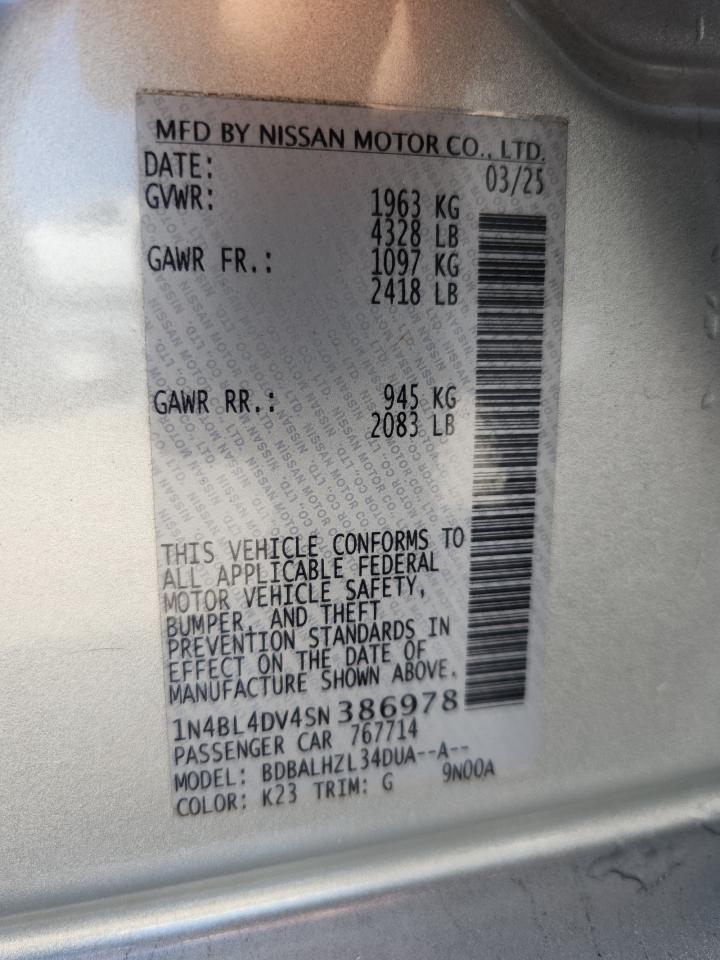 MFD BY NISSAN MOTOR CO., LTD.
DATE: 03/25
GVWR: 1963 KG
4328 LB
GAWR FR.: 1097 KG
2418 LB
GAWR RR.: 945 KG
2083 LB
THIS VEHICLE CONFORMS TO
ALL APPLICABLE FEDERAL
MOTOR VEHICLE SAFETY,
BUMPER, AND THEFT
PREVENTION STANDARDS IN
EFFECT ON THE DATE OF
MANUFACTURE SHOWN ABOVE.
1N4BL4DV4SN386978
PASSENGER CAR 767714
MODEL: BDBALHZL34DUA--A--
COLOR: K23 TRIM: G 9N00A